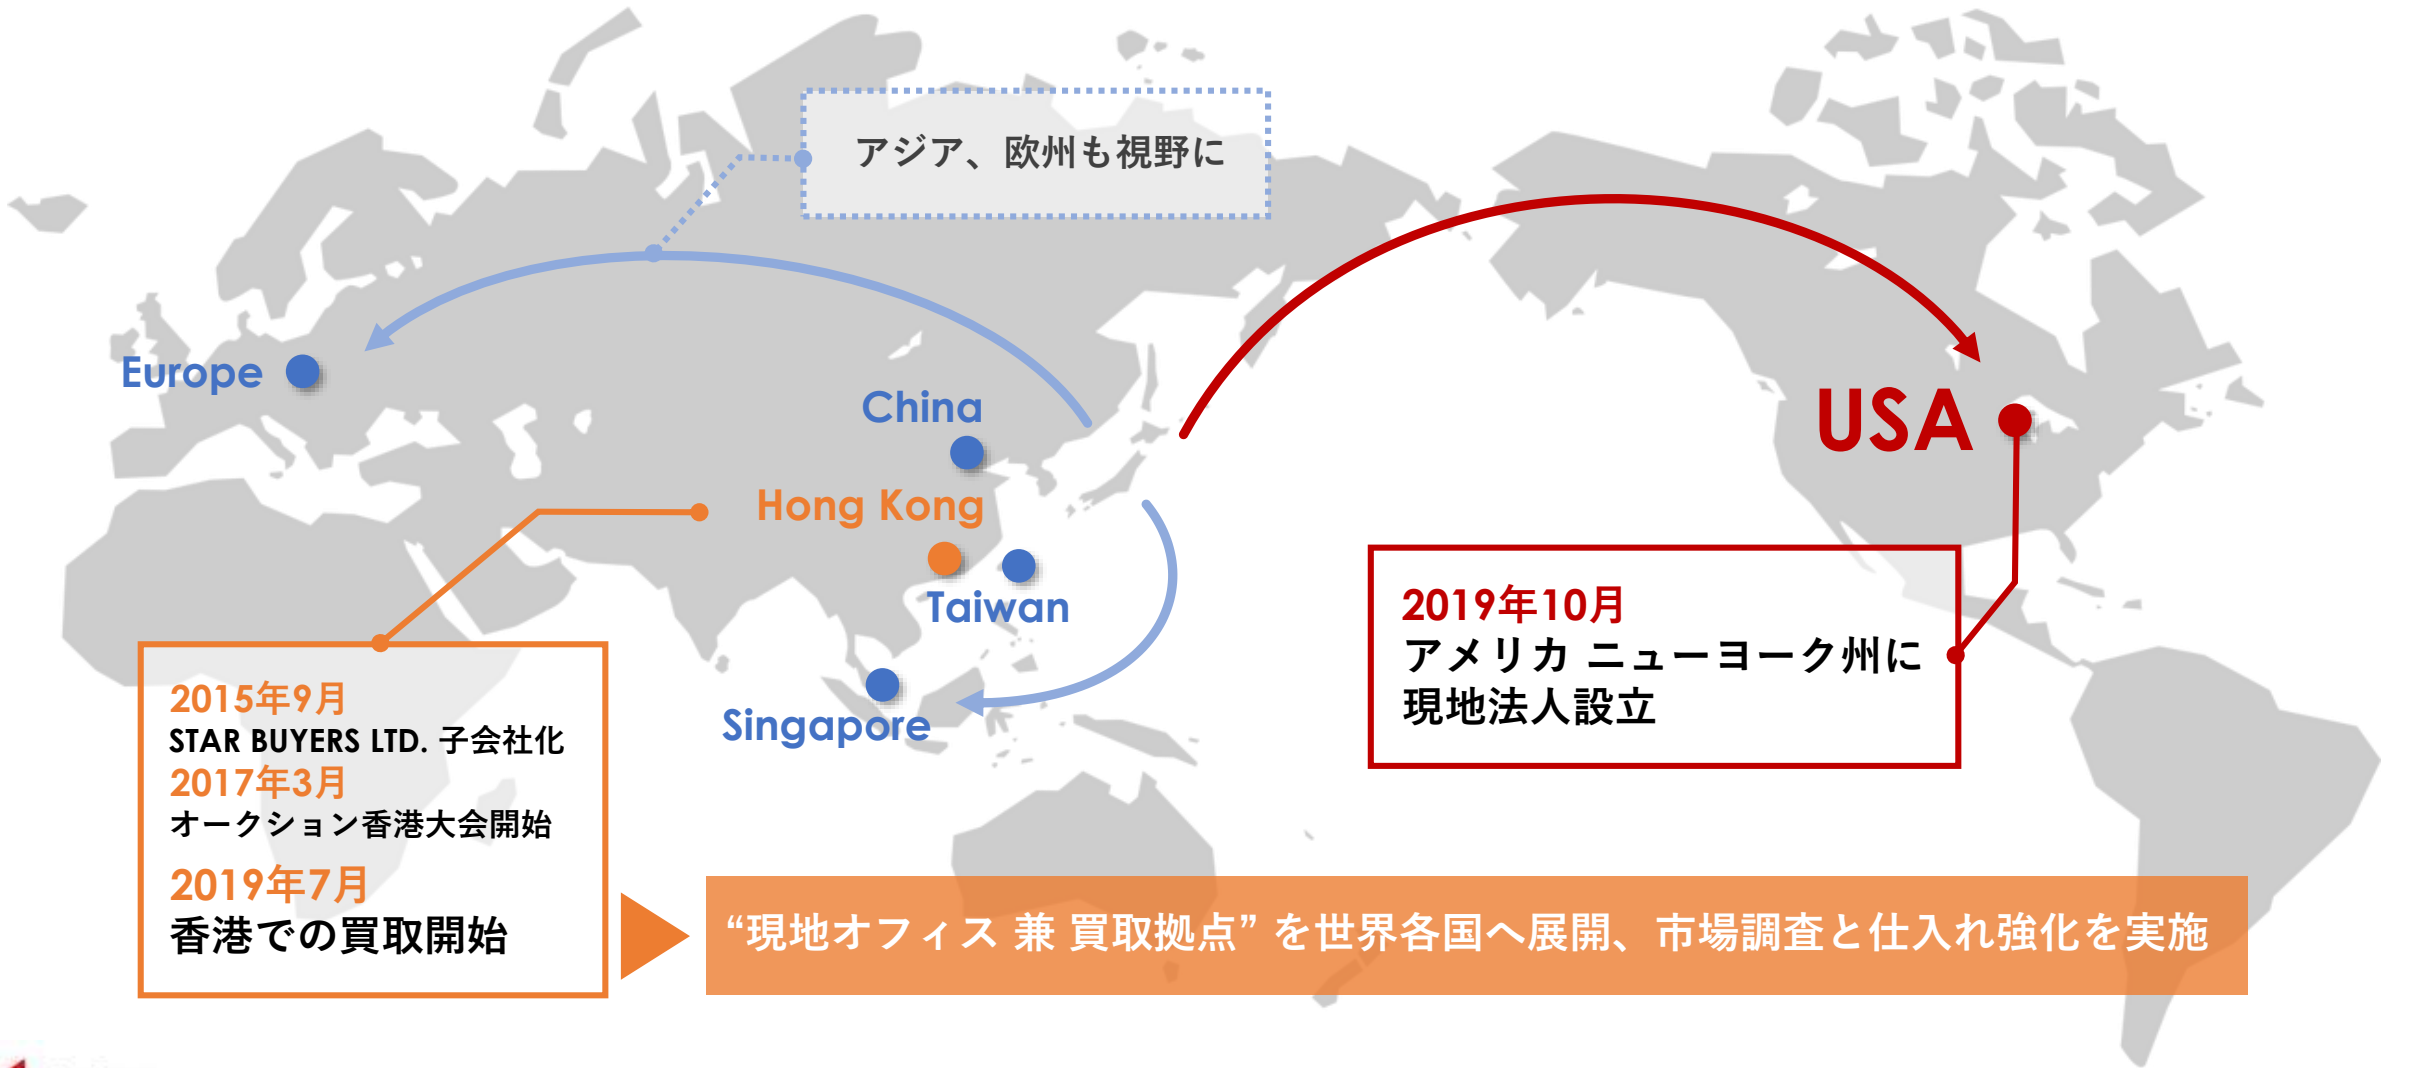 アジア、欧州も視野に
Europe
China
USA
Hong Kong
Taiwan
Singapore
2019年10月
アメリカ ニューヨーク州に
現地法人設立
2015年9月
STAR BUYERS LTD. 子会社化
2017年3月
オークション香港大会開始
2019年7月
香港での買取開始
“現地オフィス 兼 買取拠点” を世界各国へ展開、市場調査と仕入れ強化を実施